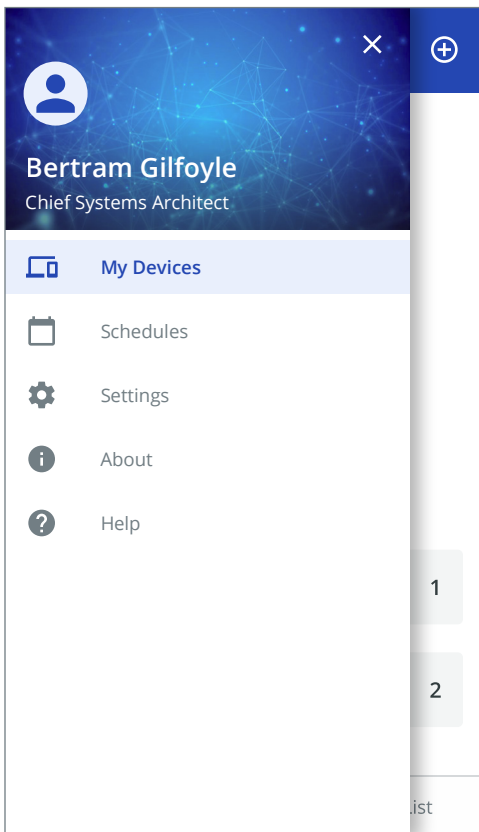 Bertram Gilfoyle
Chief Systems Architect
My Devices
Schedules
Settings
About
Help
1
2